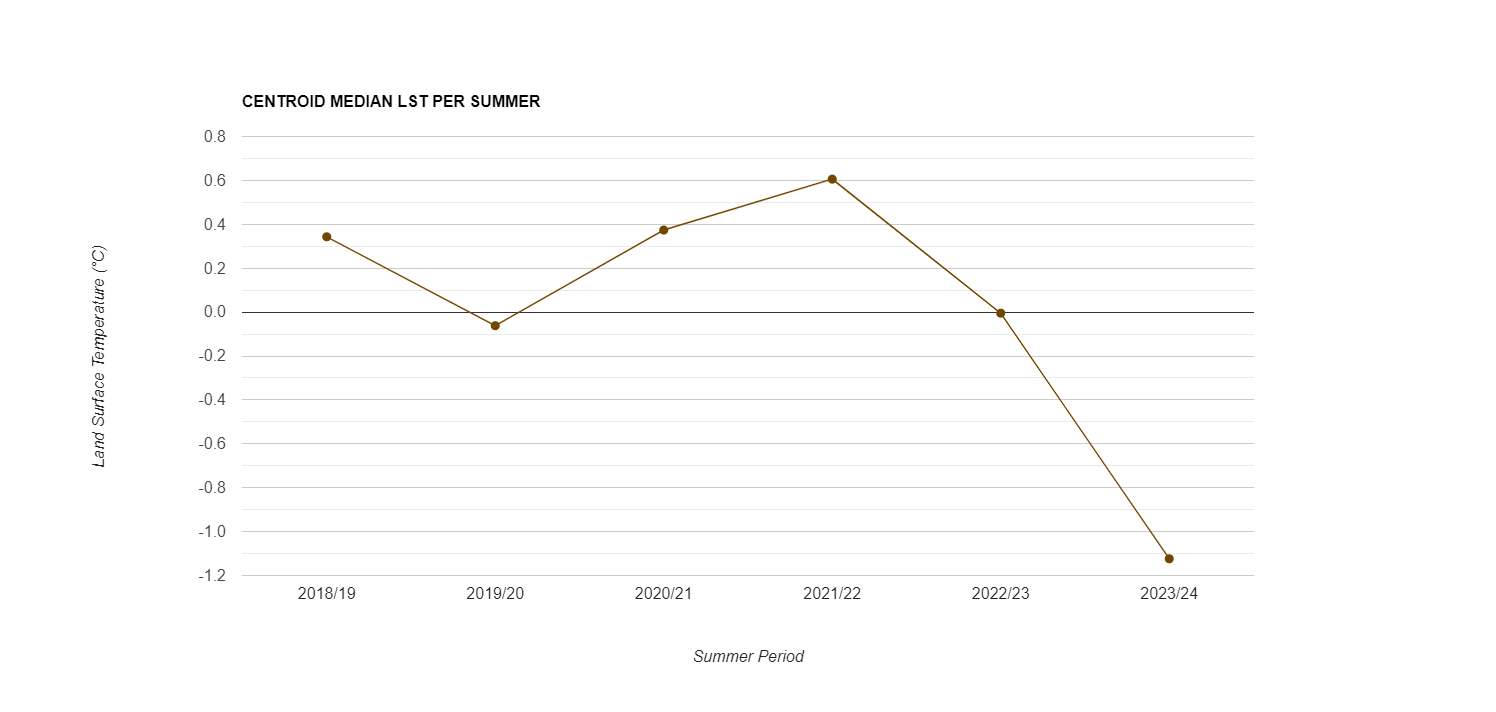 CENTROID MEDIAN LST PER SUMMER
0.8
0.6
0.4
0.2
0.0
-0.2
-0.4
-0.6
-0.8
-1.0
-1.2
Land Surface Temperature (°C)
2018/19 2019/20 2020/21 2021/22 2022/23 2023/24
Summer Period